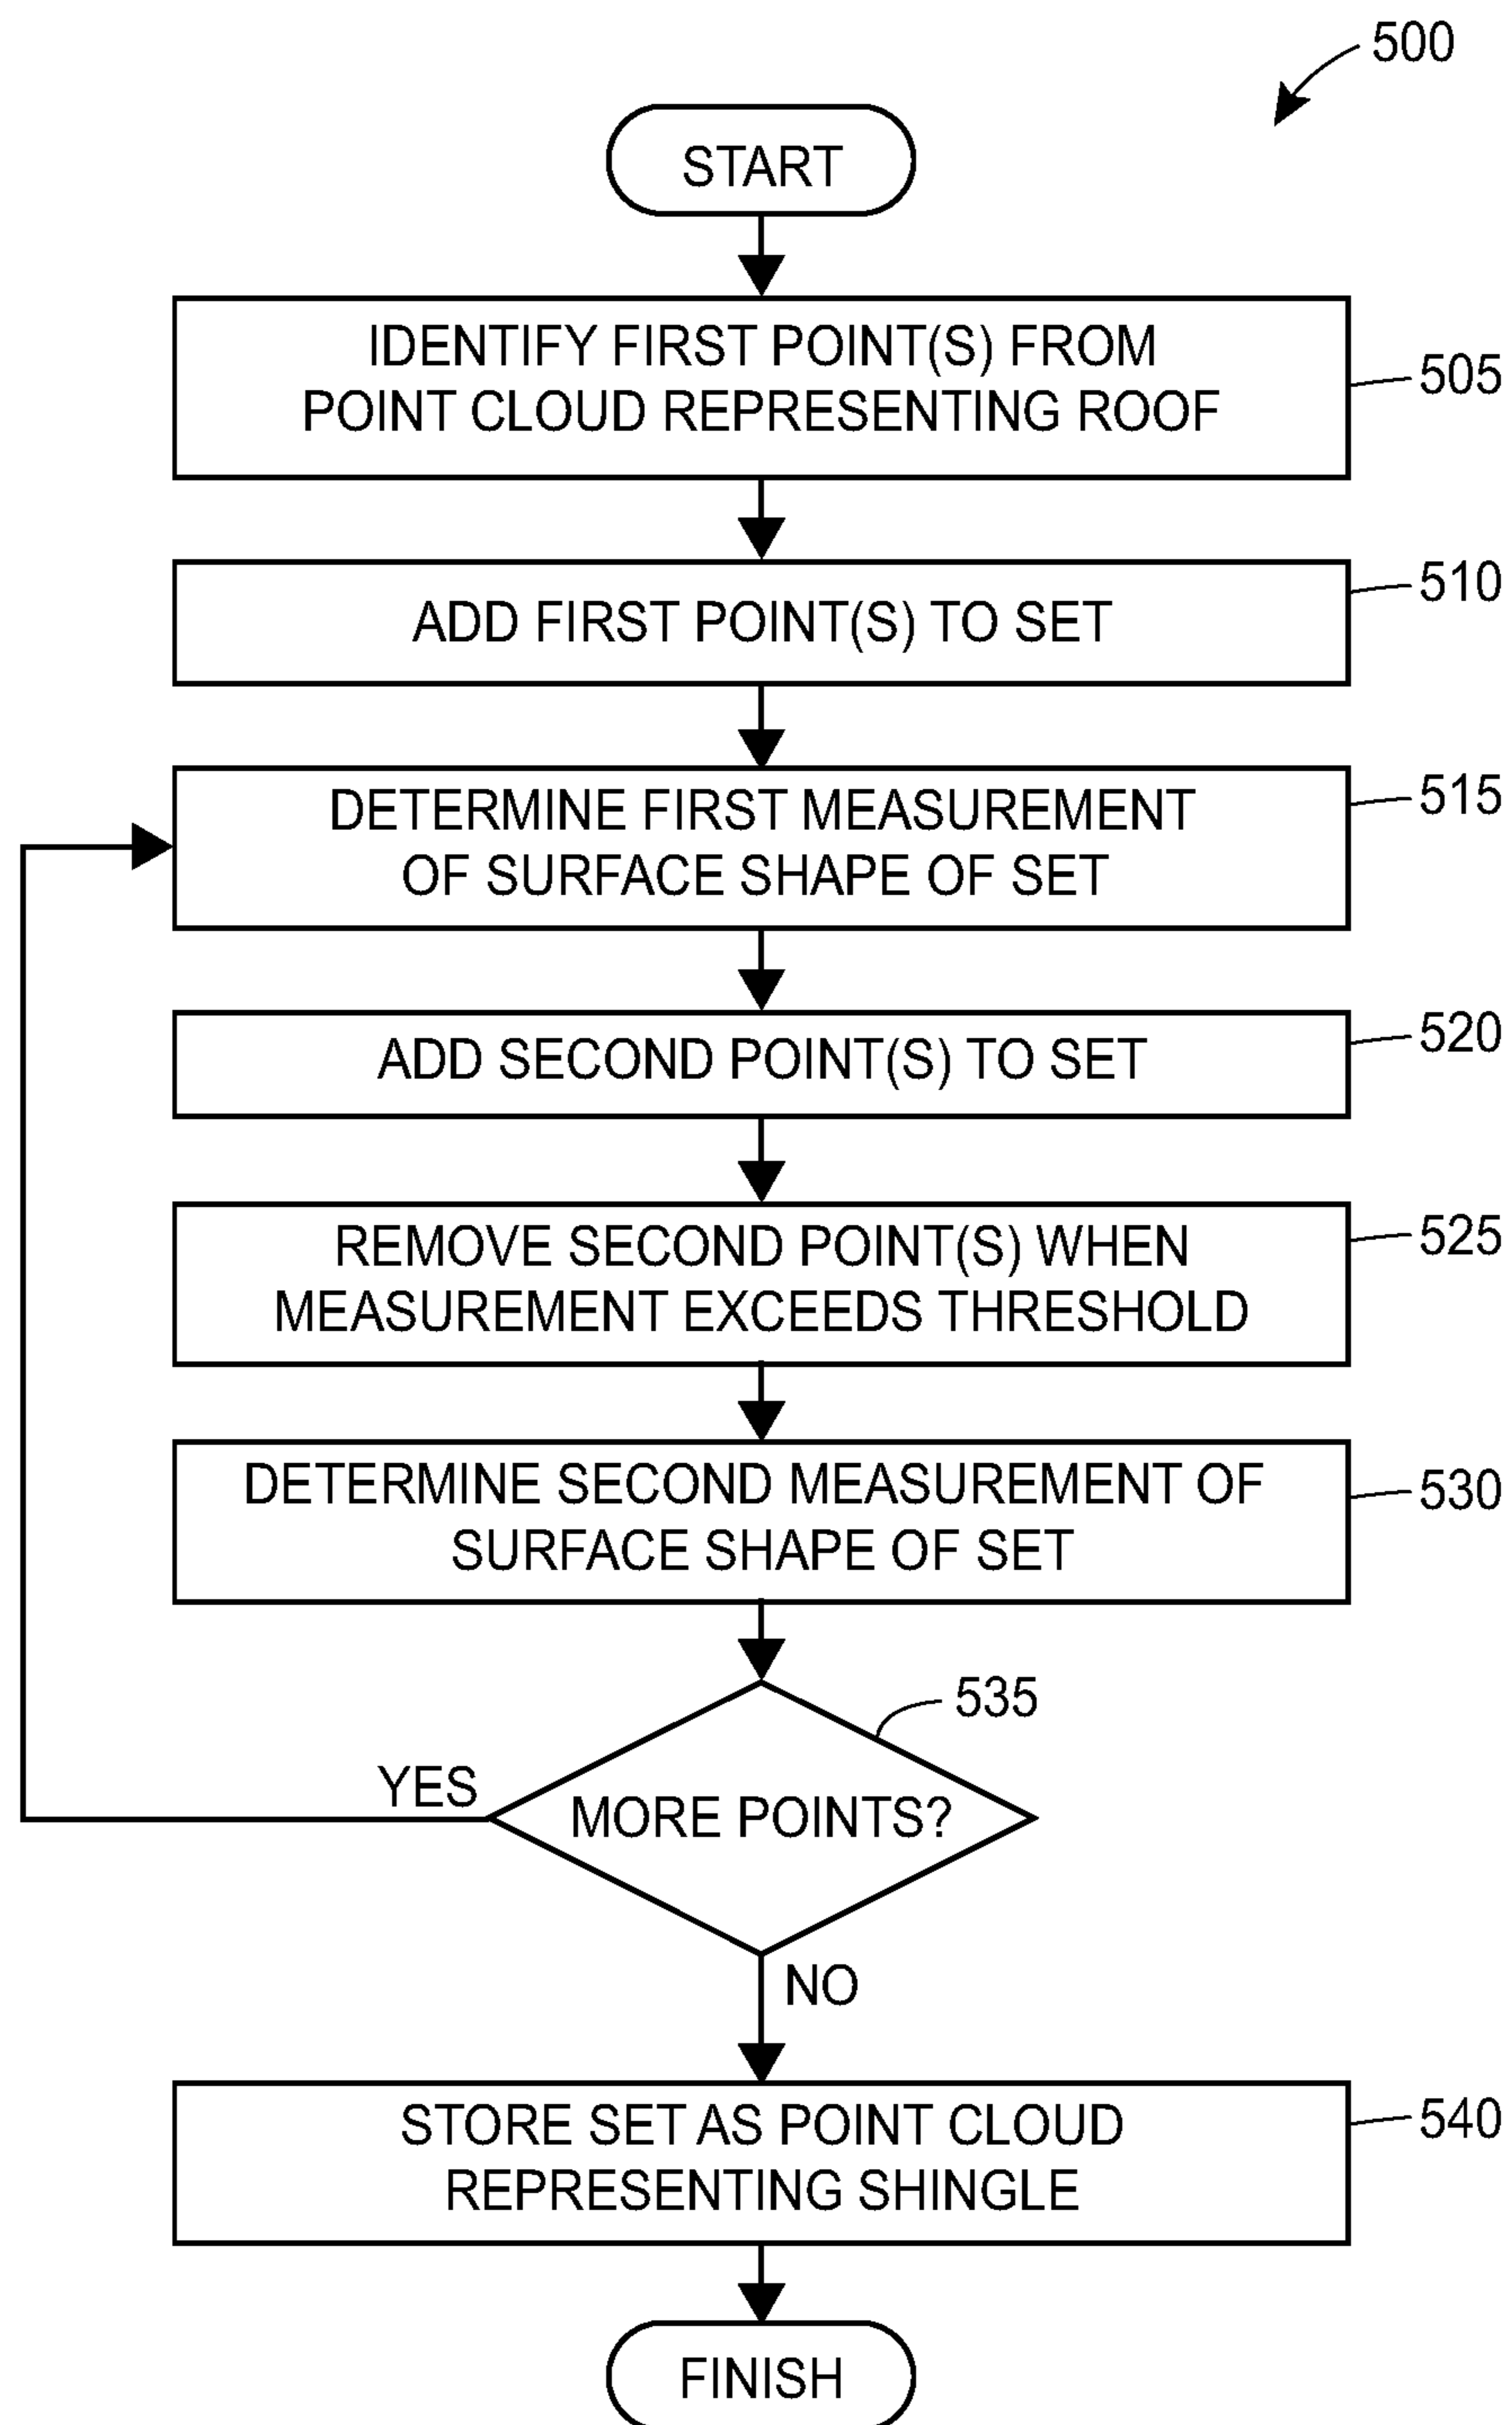 500
START
IDENTIFY FIRST POINT(S) FROM
POINT CLOUD REPRESENTING ROOF
505
ADD FIRST POINT(S) TO SET
510
DETERMINE FIRST MEASUREMENT
OF SURFACE SHAPE OF SET
515
ADD SECOND POINT(S) TO SET
520
REMOVE SECOND POINT(S) WHEN
MEASUREMENT EXCEEDS THRESHOLD
525
DETERMINE SECOND MEASUREMENT OF
SURFACE SHAPE OF SET
530
535
YES
MORE POINTS?
NO
STORE SET AS POINT CLOUD
REPRESENTING SHINGLE
540
FINISH